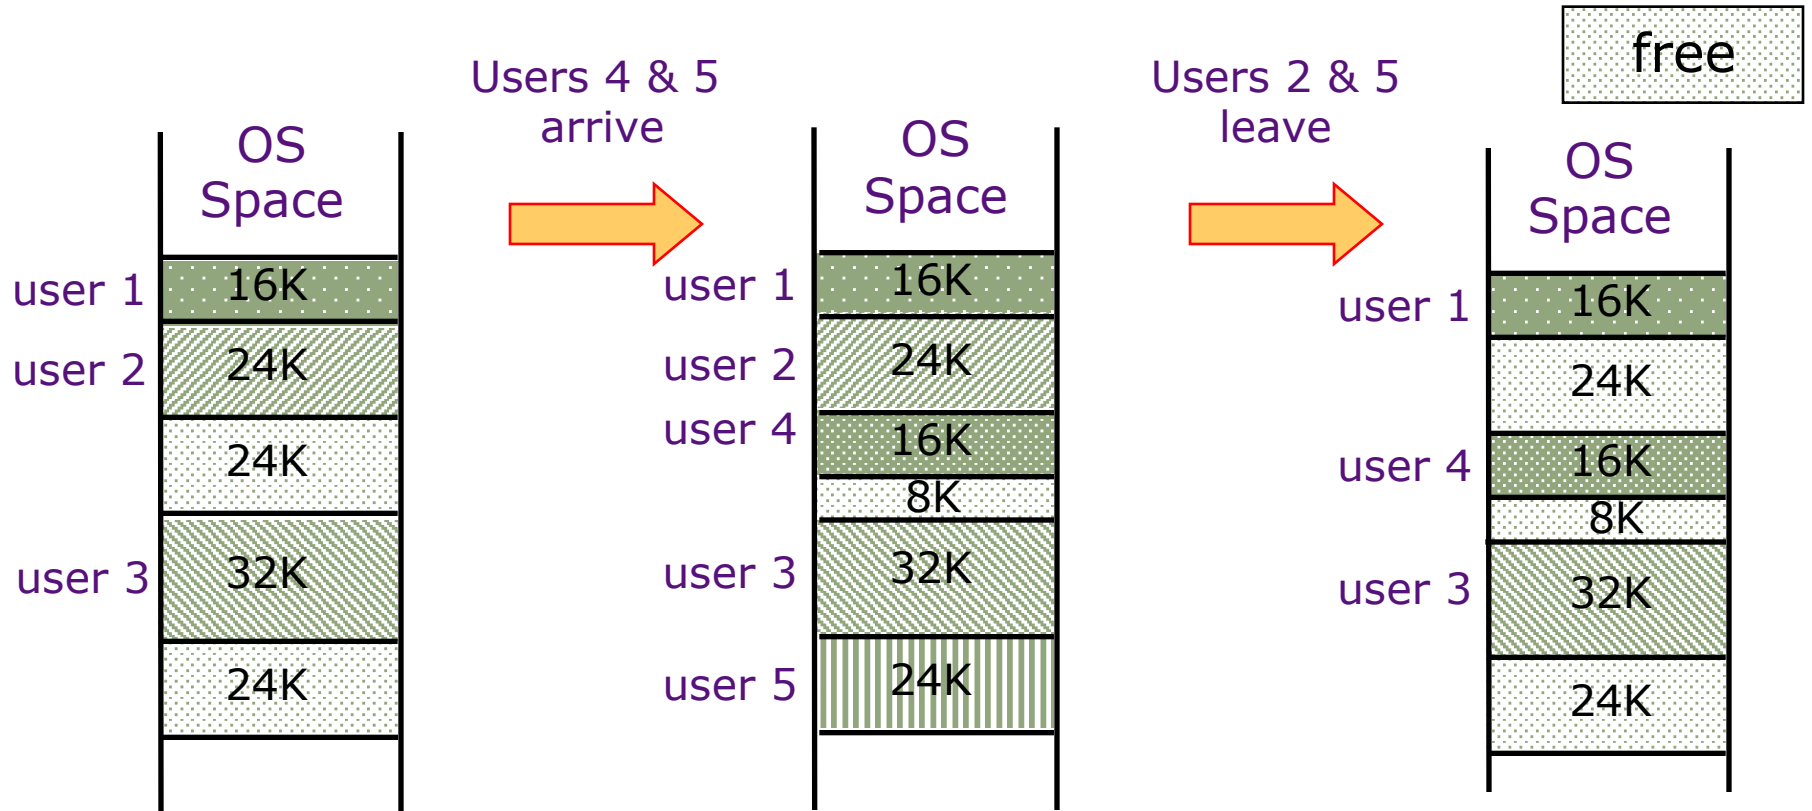 free
Users 4 & 5
arrive
Users 2 & 5
leave
OS
Space
user 1 16K
user 2 24K
24K
user 3 32K
24K
OS
Space
user 1 16K
user 2 24K
user 4 16K
8K
user 3 32K
user 5 24K
OS
Space
user 1 16K
24K
user 4 16K
8K
user 3 32K
24K